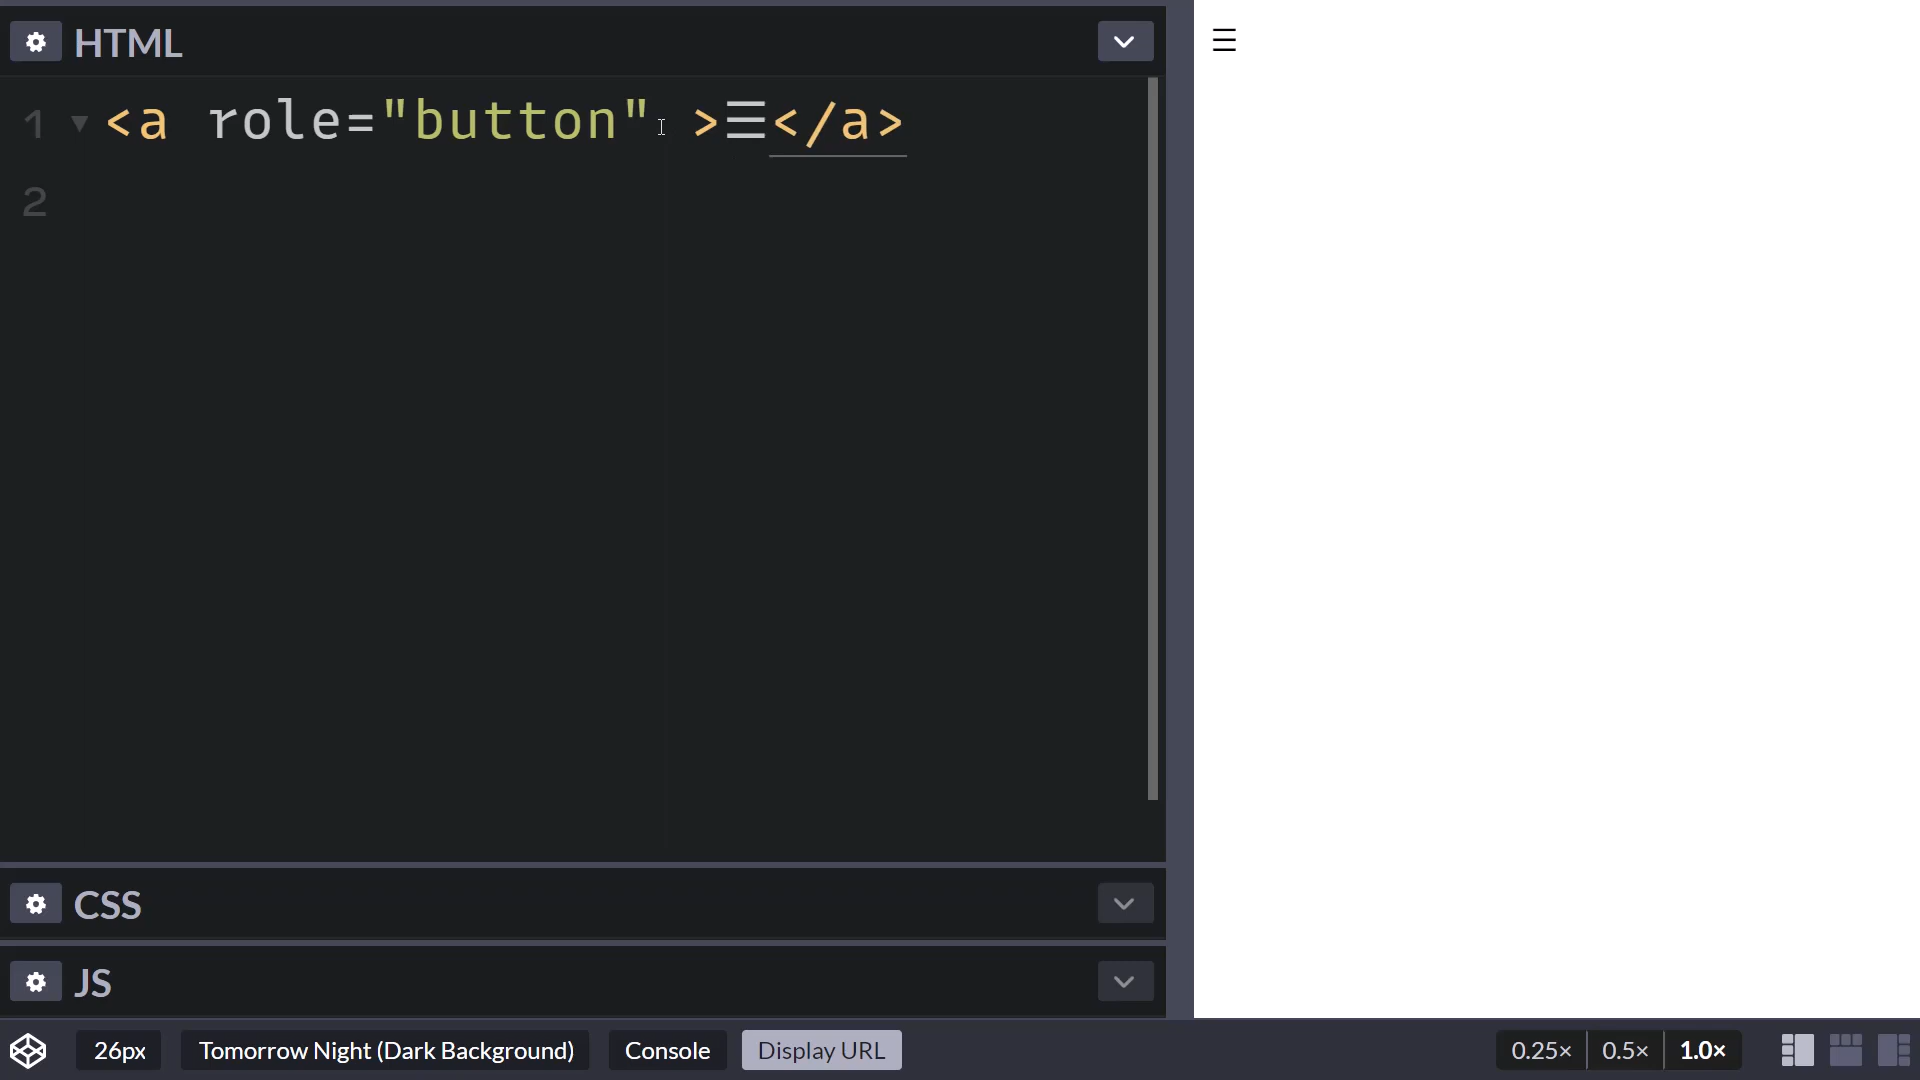 HTML
1 <a role="button" >☰</a>
2
☰
CSS
JS
26px Tomorrow Night (Dark Background) Console Display URL 0.25× 0.5× 1.0×